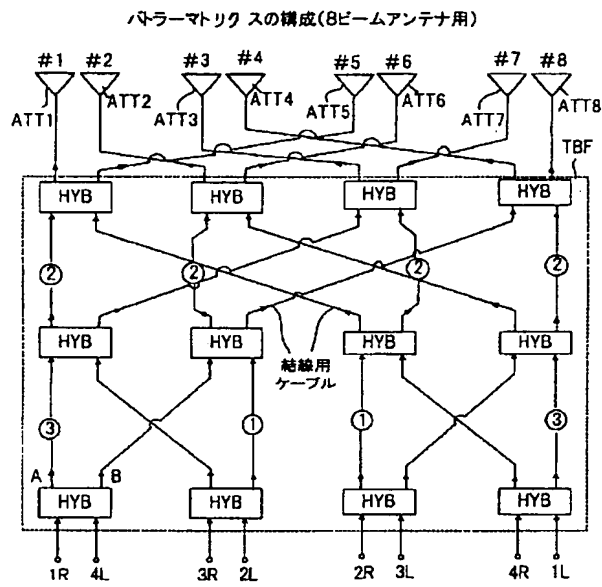 バトラーマトリクスの構成(8ビームアンテナ用)
#1 #2 #3 #4 #5 #6 #7 #8
ATT1 ATT2 ATT3 ATT4 ATT5 ATT6 ATT7 ATT8
TBF
HYB HYB HYB HYB
② ② ② ②
HYB HYB HYB HYB
結線用
ケーブル
③ ① ① ③
A B
HYB HYB HYB HYB
1R 4L 3R 2L 2R 3L 4R 1L